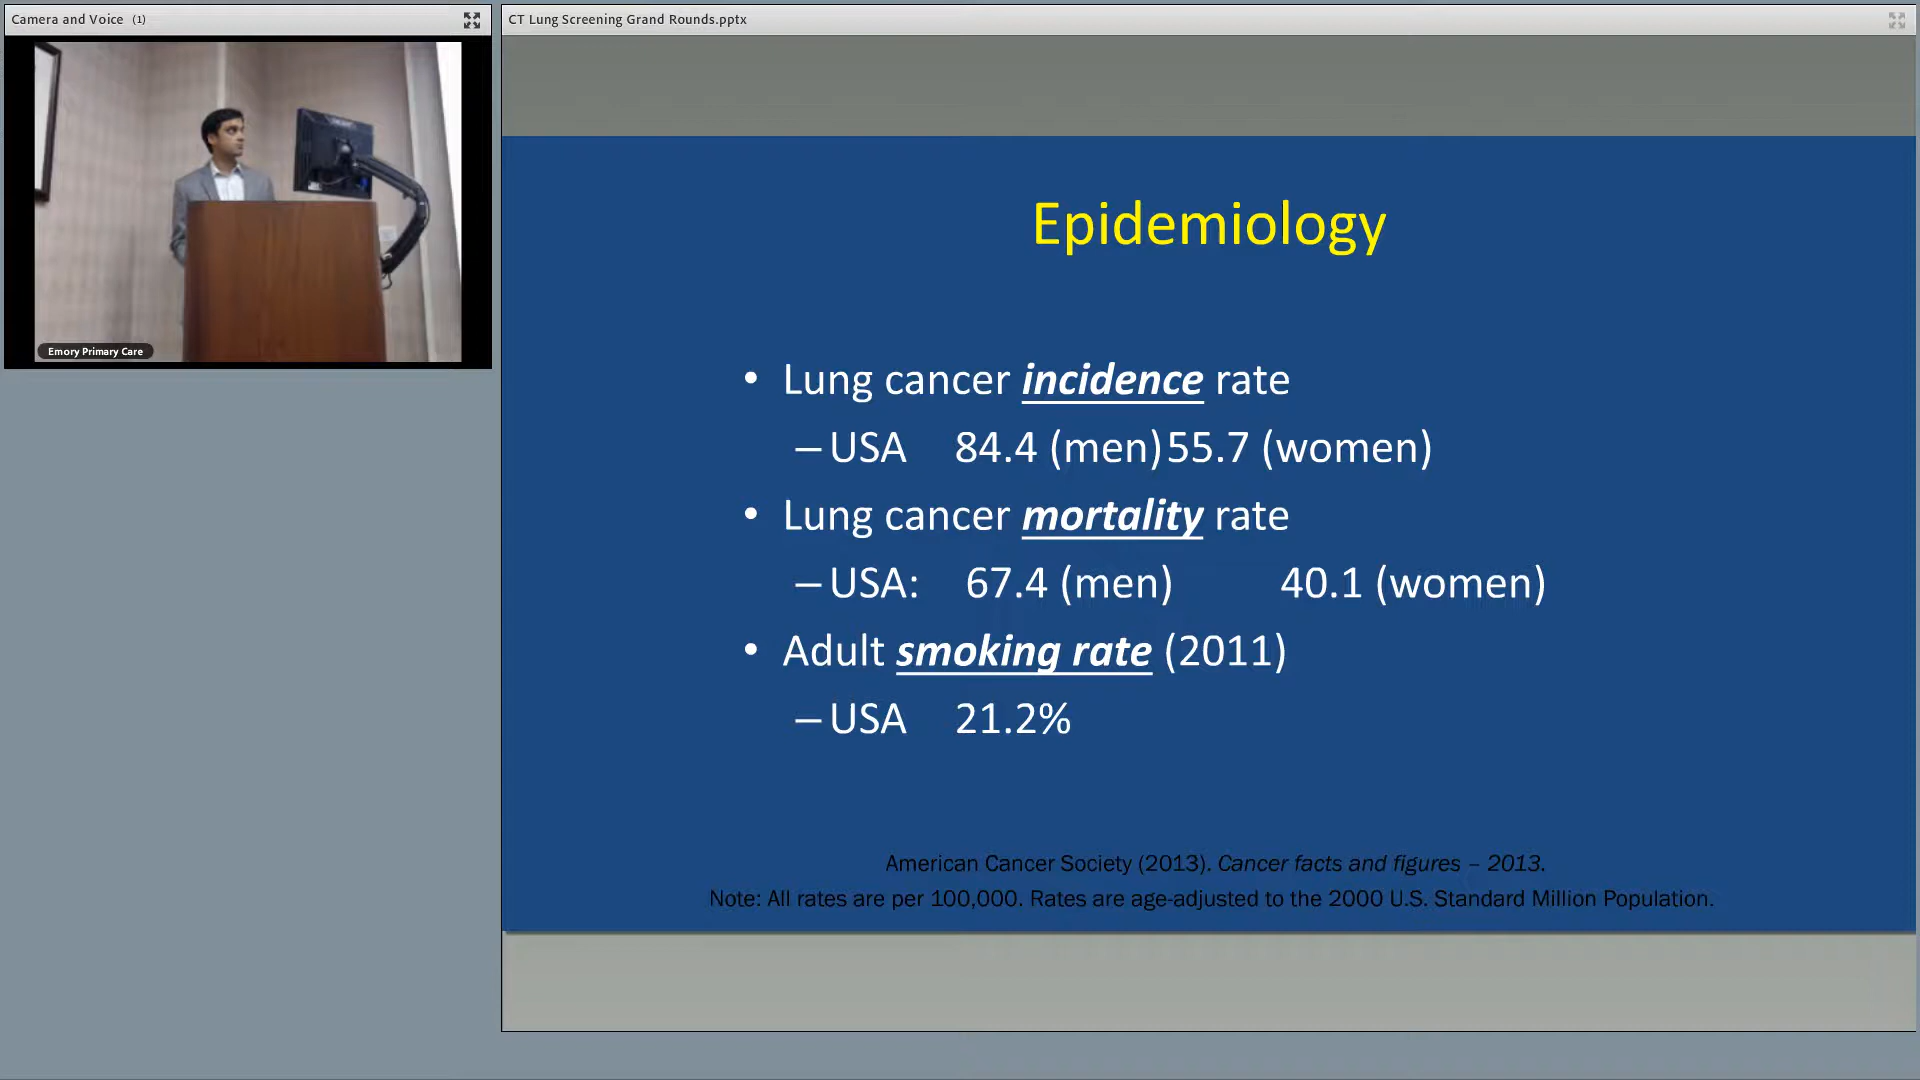 Camera and Voice (1)
CT Lung Screening Grand Rounds.pptx
Emory Primary Care
Epidemiology
• Lung cancer incidence rate
– USA 84.4 (men) 55.7 (women)
• Lung cancer mortality rate
– USA: 67.4 (men) 40.1 (women)
• Adult smoking rate (2011)
– USA 21.2%
American Cancer Society (2013). Cancer facts and figures – 2013.
Note: All rates are per 100,000. Rates are age-adjusted to the 2000 U.S. Standard Million Population.